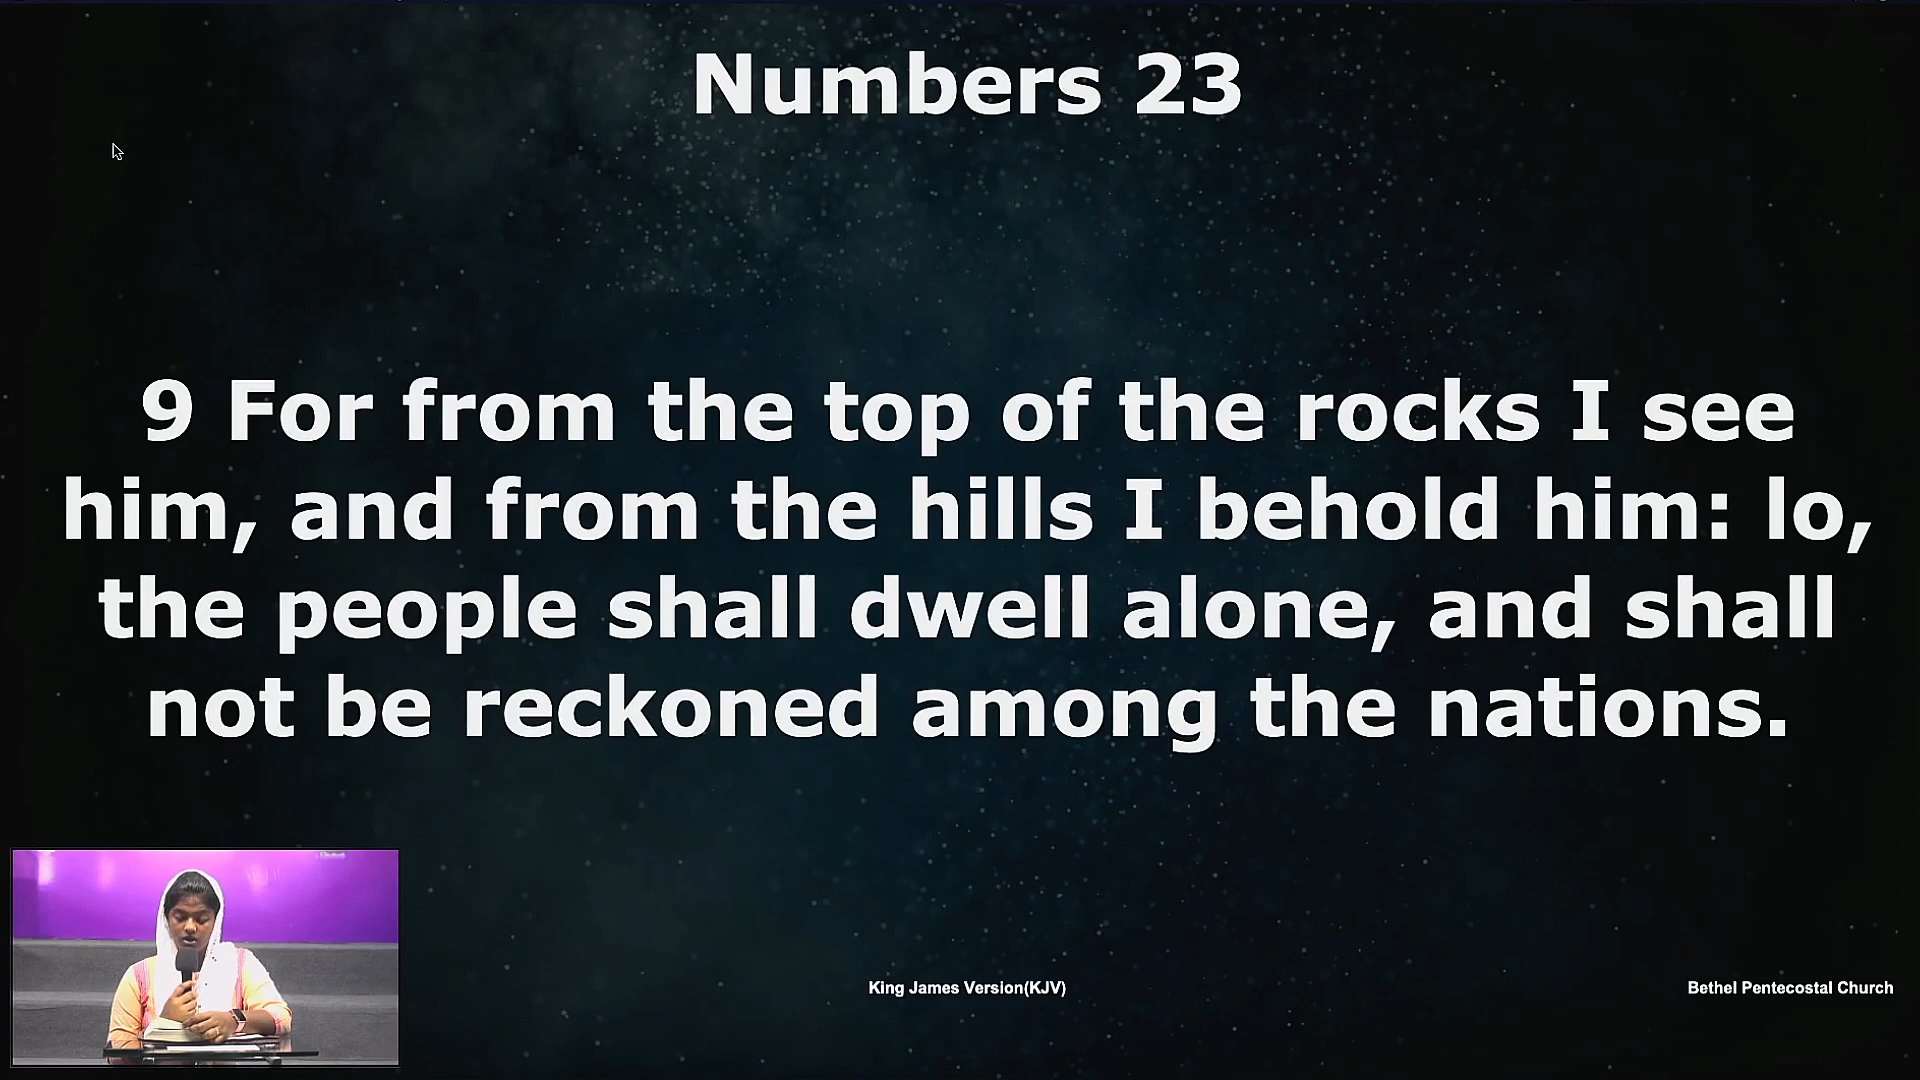 Numbers 23
9 For from the top of the rocks I see
him, and from the hills I behold him: lo,
the people shall dwell alone, and shall
not be reckoned among the nations.
King James Version(KJV)
Bethel Pentecostal Church